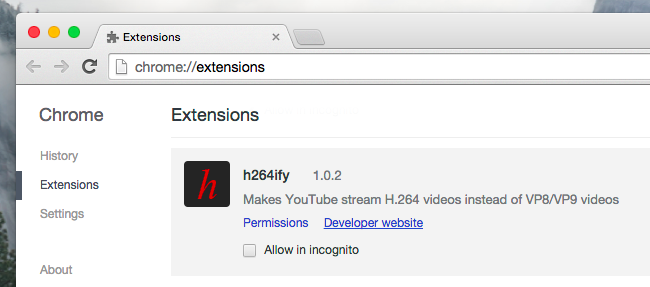 Extensions
chrome://extensions
Chrome
Extensions
History
Extensions
Settings
About
h
h264ify 1.0.2
Makes YouTube stream H.264 videos instead of VP8/VP9 videos
Permissions Developer website
Allow in incognito